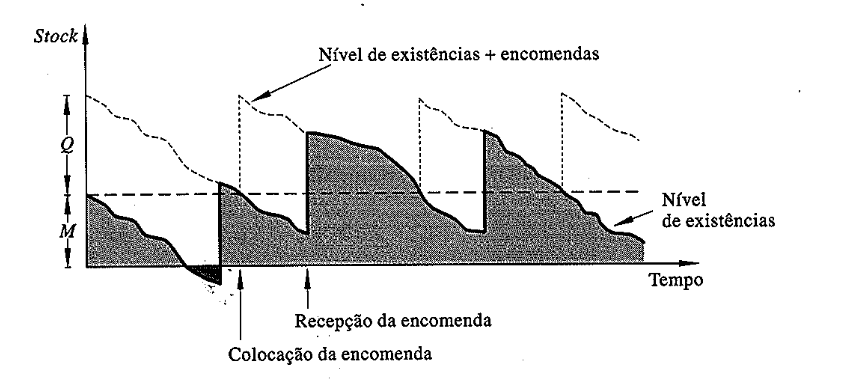 Stock
Nível de existências + encomendas
Q
M
Nível
de existências
Tempo
Recepção da encomenda
Colocação da encomenda